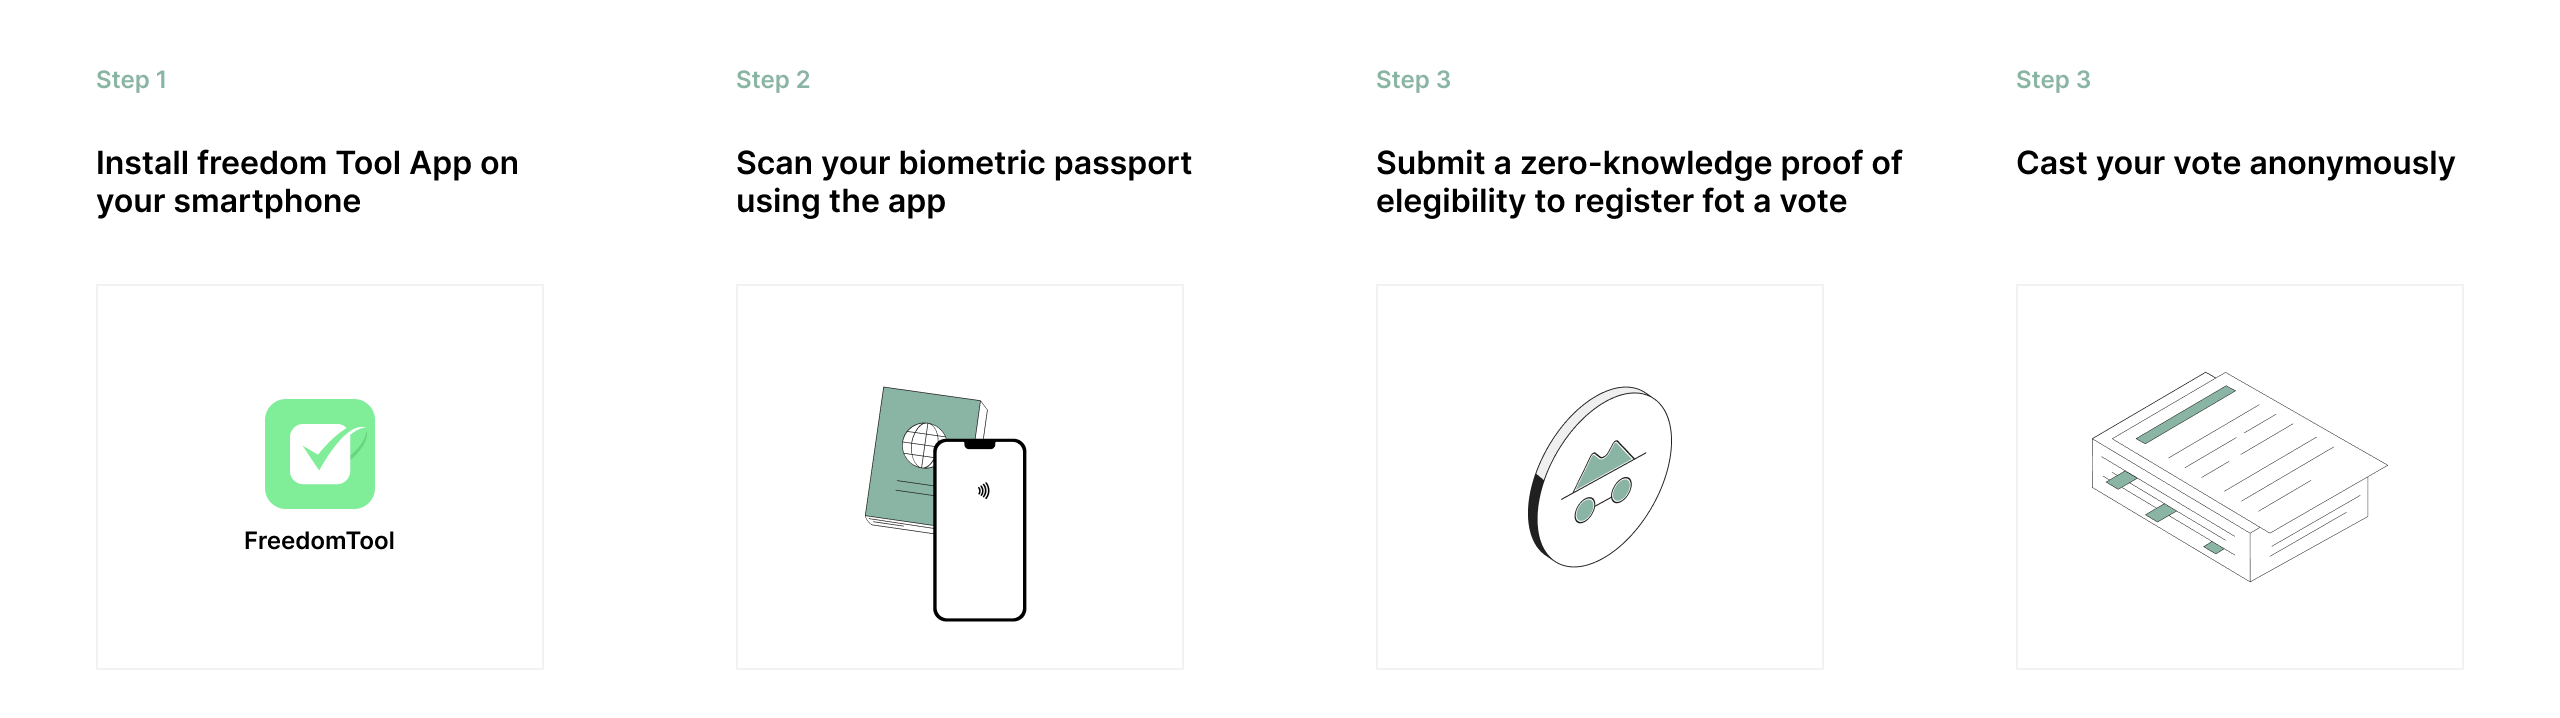 Step 1
Install freedom Tool App on
your smartphone
FreedomTool
Step 2
Scan your biometric passport
using the app
Step 3
Submit a zero-knowledge proof of
elegibility to register fot a vote
Step 3
Cast your vote anonymously